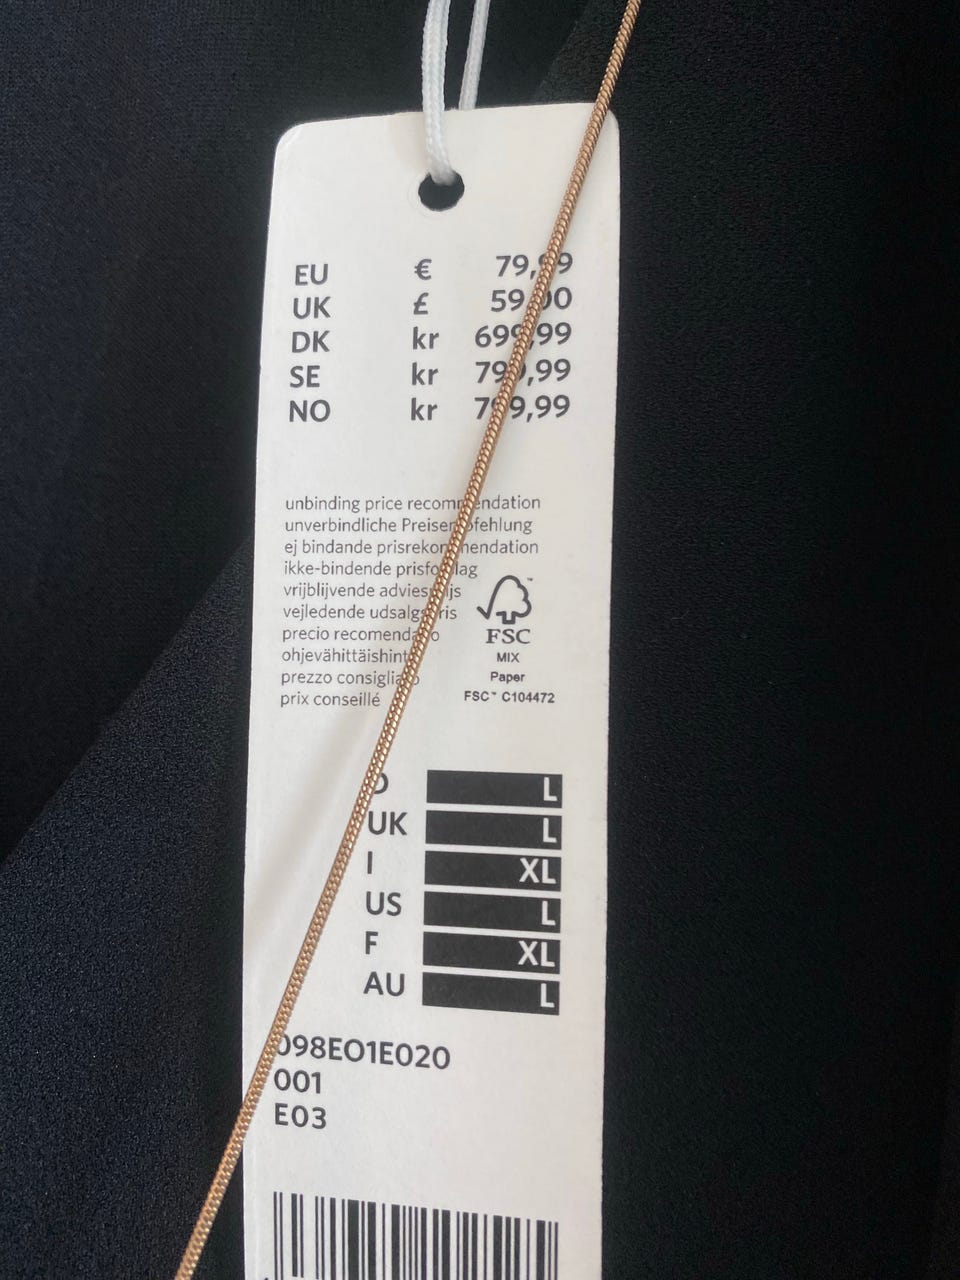 EU € 79,99
UK £ 59,00
DK kr 699,99
SE kr 799,99
NO kr 799,99
unbinding price recommendation
unverbindliche Preisempfehlung
ej bindande prisrekommendation
ikke-bindende prisforslag
vrijblijvende adviesprijs
vejledende udsalgspris
precio recomendado
ohjevähittäishinta
prezzo consigliato
prix conseillé
™
FSC
MIX
Paper
FSC™ C104472
D L
UK L
I XL
US L
F XL
AU L
098EO1E020
001
E03